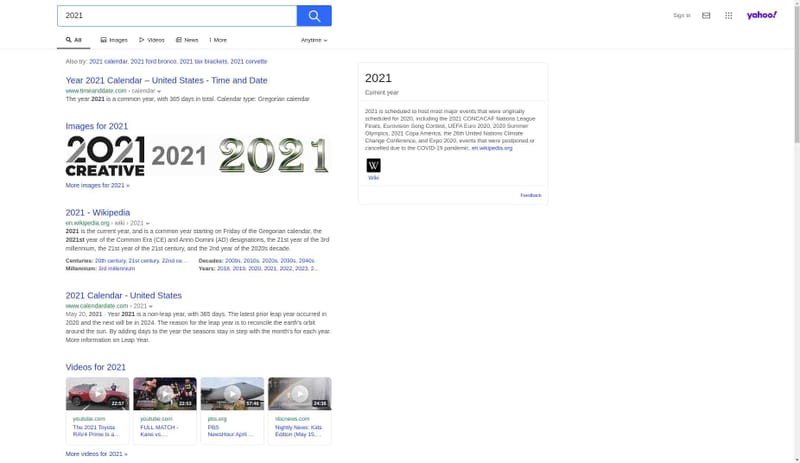 2021
Sign In
yahoo!
All
Images
Videos
News
More
Anytime
Also try: 2021 calendar, 2021 ford bronco, 2021 tax brackets, 2021 corvette
Year 2021 Calendar – United States - Time and Date
www.timeanddate.com › calendar
The year 2021 is a common year, with 365 days in total. Calendar type: Gregorian calendar
Images for 2021
2021
CREATIVE
2021
2021
More images for 2021 »
2021 - Wikipedia
en.wikipedia.org › wiki › 2021
2021 is the current year, and is a common year starting on Friday of the Gregorian calendar, the
2021st year of the Common Era (CE) and Anno Domini (AD) designations, the 21st year of the 3rd
millennium, the 21st year of the 21st century, and the 2nd year of the 2020s decade.
Centuries: 20th century, 21st century, 22nd ce...
Decades: 2000s, 2010s, 2020s, 2030s, 2040s
Millennium: 3rd millennium
Years: 2018, 2019, 2020, 2021, 2022, 2023, 2...
2021 Calendar - United States
www.calendardate.com › 2021
May 20, 2021 · Year 2021 is a non-leap year, with 365 days. The latest prior leap year occurred in
2020 and the next will be in 2024. The reason for the leap year is to reconcile the earth's orbit
around the sun. By adding days to the year the seasons stay in step with the month's for each year.
More information on Leap Year.
Videos for 2021
22:57
22:53
57:46
24:35
youtube.com
The 2021 Toyota
RAV4 Prime Is a...
youtube.com
FULL MATCH -
Kane vs....
pbs.org
PBS
NewsHour April...
nbcnews.com
Nightly News: Kids
Edition (May 15,...
More videos for 2021 »
2021
Current year
2021 is scheduled to host most major events that were originally
scheduled for 2020, including the 2021 CONCACAF Nations League
Finals, Eurovision Song Contest, UEFA Euro 2020, 2020 Summer
Olympics, 2021 Copa America, the 26th United Nations Climate
Change Conference, and Expo 2020, events that were postponed or
cancelled due to the COVID-19 pandemic. en.wikipedia.org
W
Wiki
Feedback